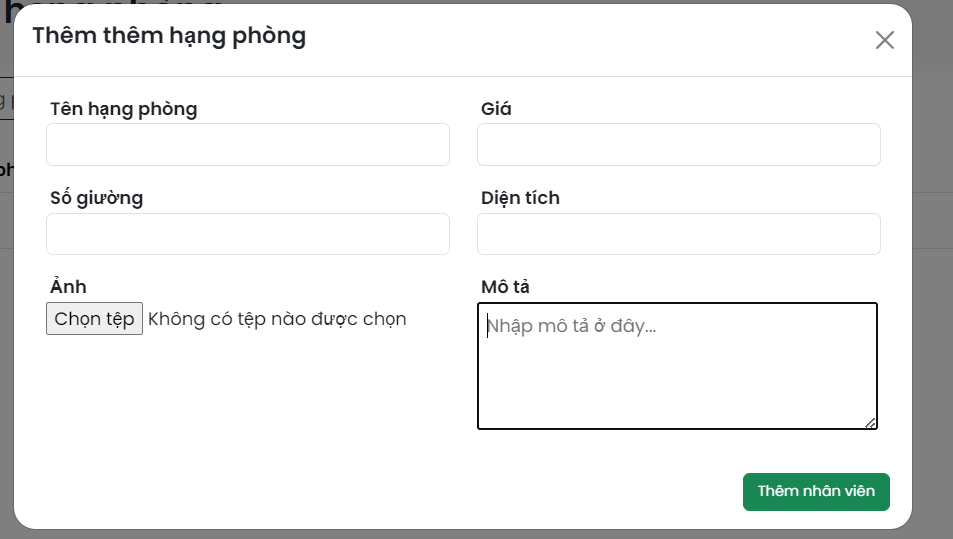 Thêm thêm hạng phòng
Tên hạng phòng
Giá
Số giường
Diện tích
Ảnh
Mô tả
Chọn tệp Không có tệp nào được chọn
Nhập mô tả ở đây...
Thêm nhân viên